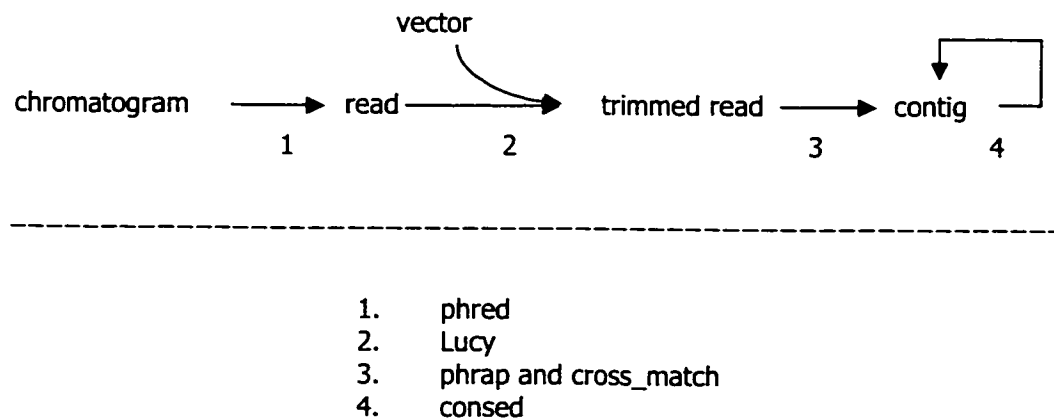 vector
chromatogram read trimmed read contig
1 2 3 4
1. phred
2. Lucy
3. phrap and cross_match
4. consed